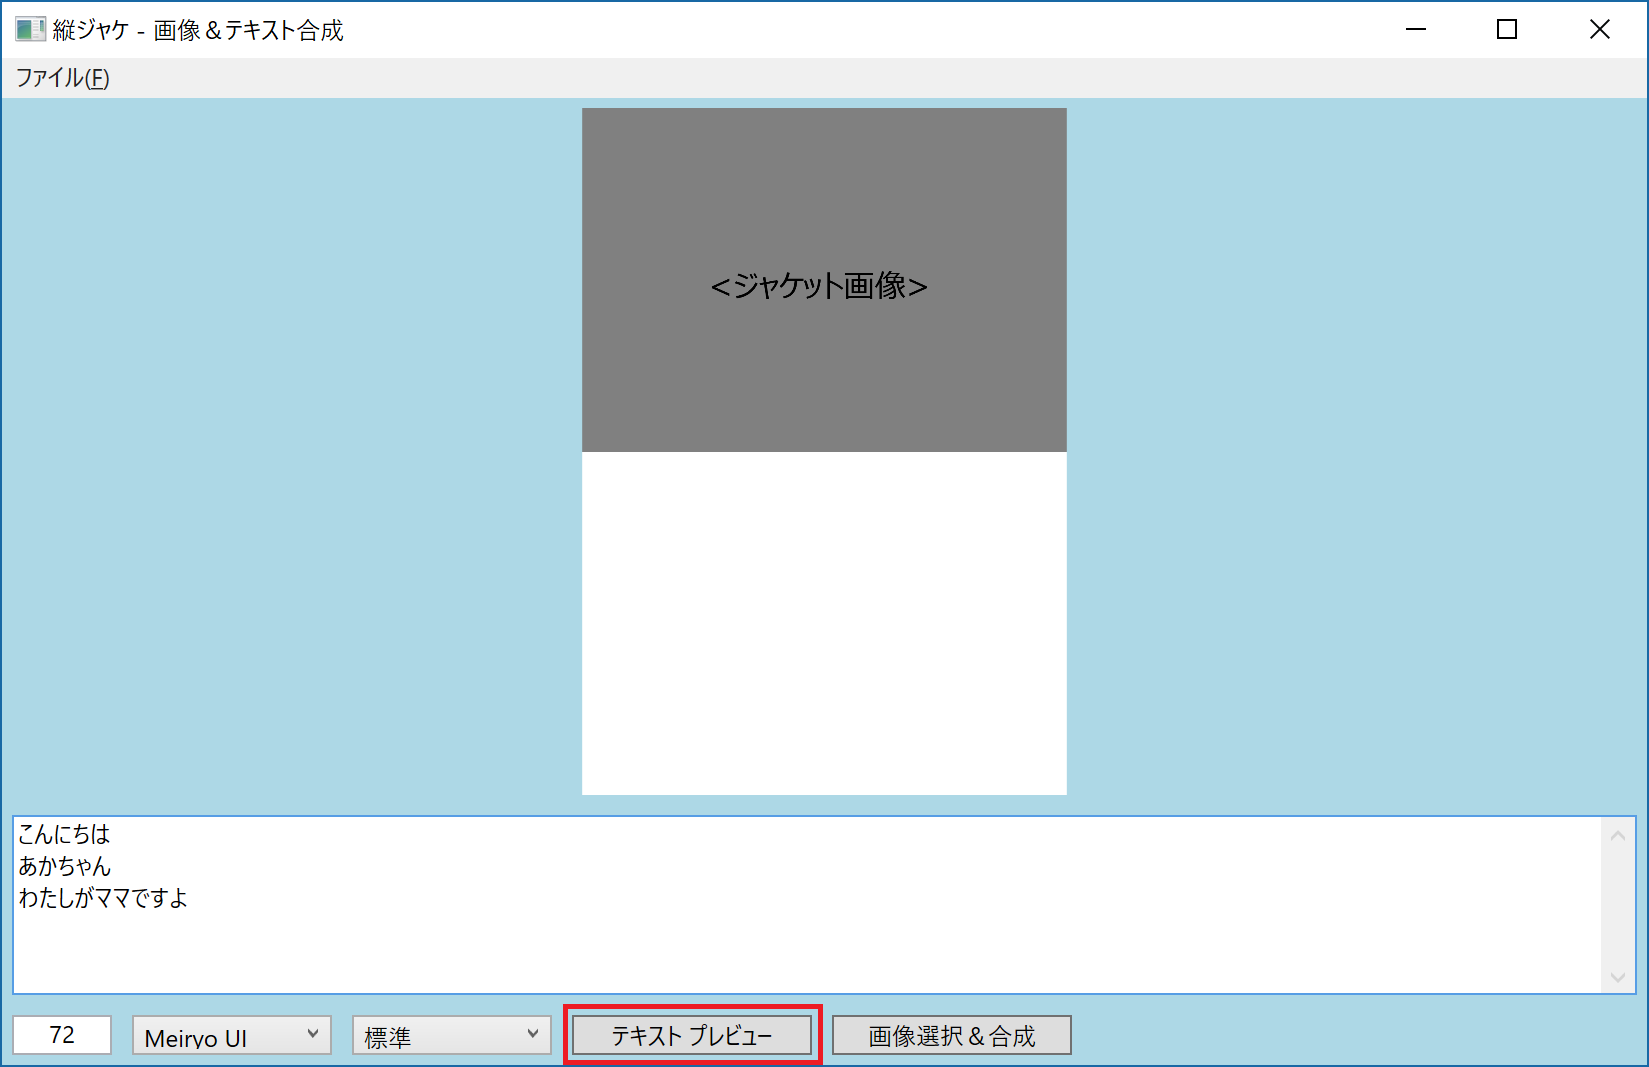 縦ジャケ - 画像＆テキスト合成
ファイル(F)
<ジャケット画像>
こんにちは
あかちゃん
わたしがママですよ
72
Meiryo UI
標準
テキスト プレビュー
画像選択＆合成